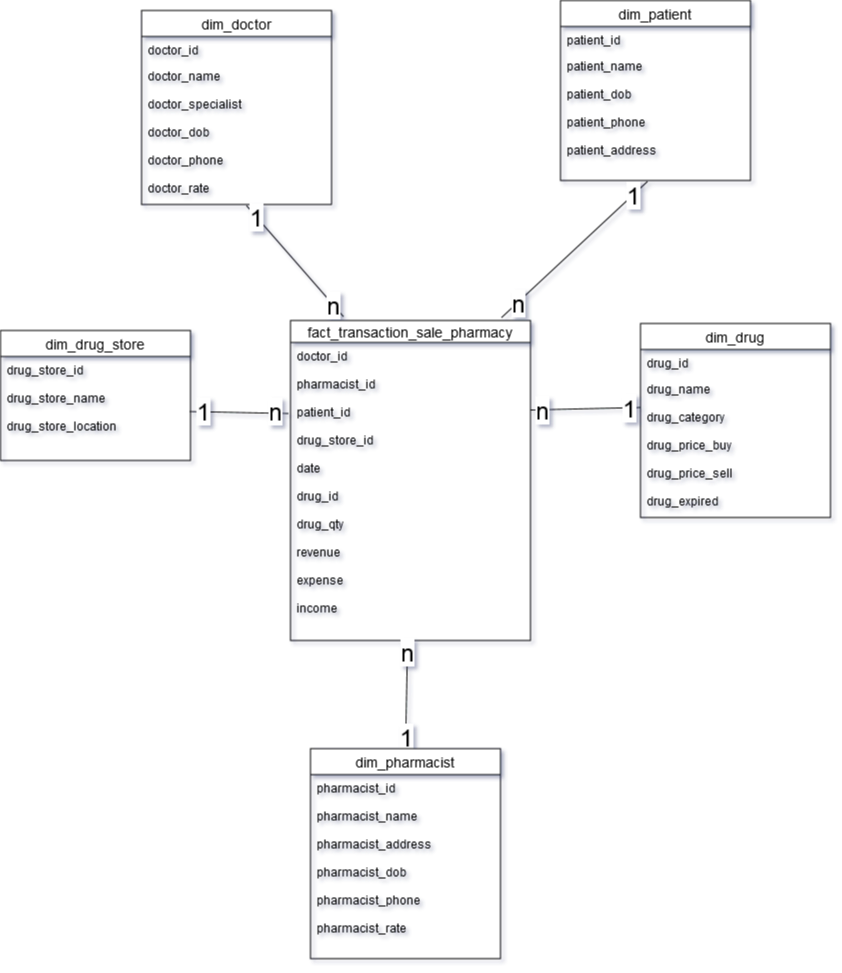 dim_doctor
doctor_id
doctor_name
doctor_specialist
doctor_dob
doctor_phone
doctor_rate
1
n
dim_patient
patient_id
patient_name
patient_dob
patient_phone
patient_address
1
n
dim_drug_store
drug_store_id
drug_store_name
drug_store_location
1
n
fact_transaction_sale_pharmacy
doctor_id
pharmacist_id
patient_id
drug_store_id
date
drug_id
drug_qty
revenue
expense
income
n
1
dim_drug
drug_id
drug_name
drug_category
drug_price_buy
drug_price_sell
drug_expired
n
1
dim_pharmacist
pharmacist_id
pharmacist_name
pharmacist_address
pharmacist_dob
pharmacist_phone
pharmacist_rate